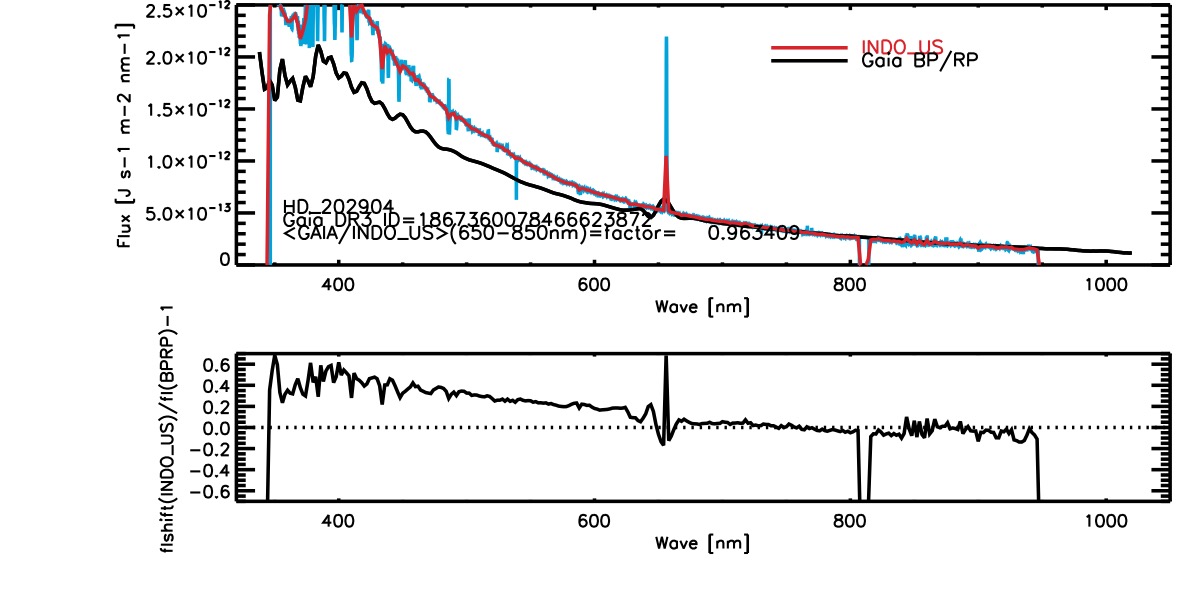 2.5×10−12
2.0×10−12
1.5×10−12
1.0×10−12
5.0×10−13
0
Flux [J s−1 m−2 nm−1]
INDO_US
Gaia BP/RP
HD_202904
Gaia DR3_ID=1867360078466623872
<GAIA/INDO_US>(650−850nm)=factor= 0.963409
400 600 800 1000
Wave [nm]
0.6
0.4
0.2
0.0
−0.2
−0.4
−0.6
flshift(INDO_US)/fl(BPRP)−1
400 600 800 1000
Wave [nm]